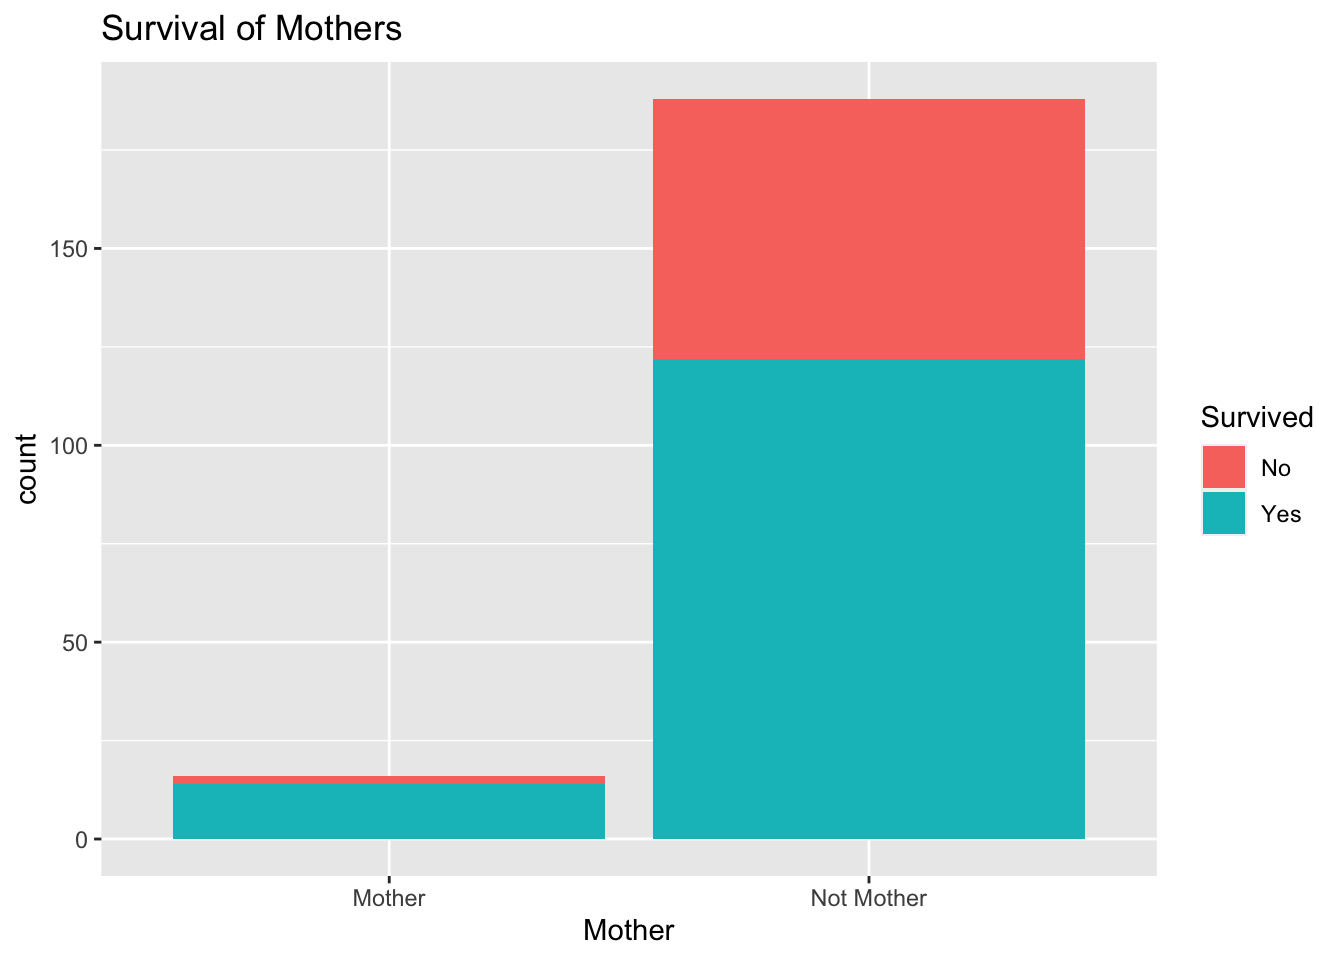 Survival of Mothers
count
150
100
50
0
Mother
Not Mother
Mother
Survived
No
Yes